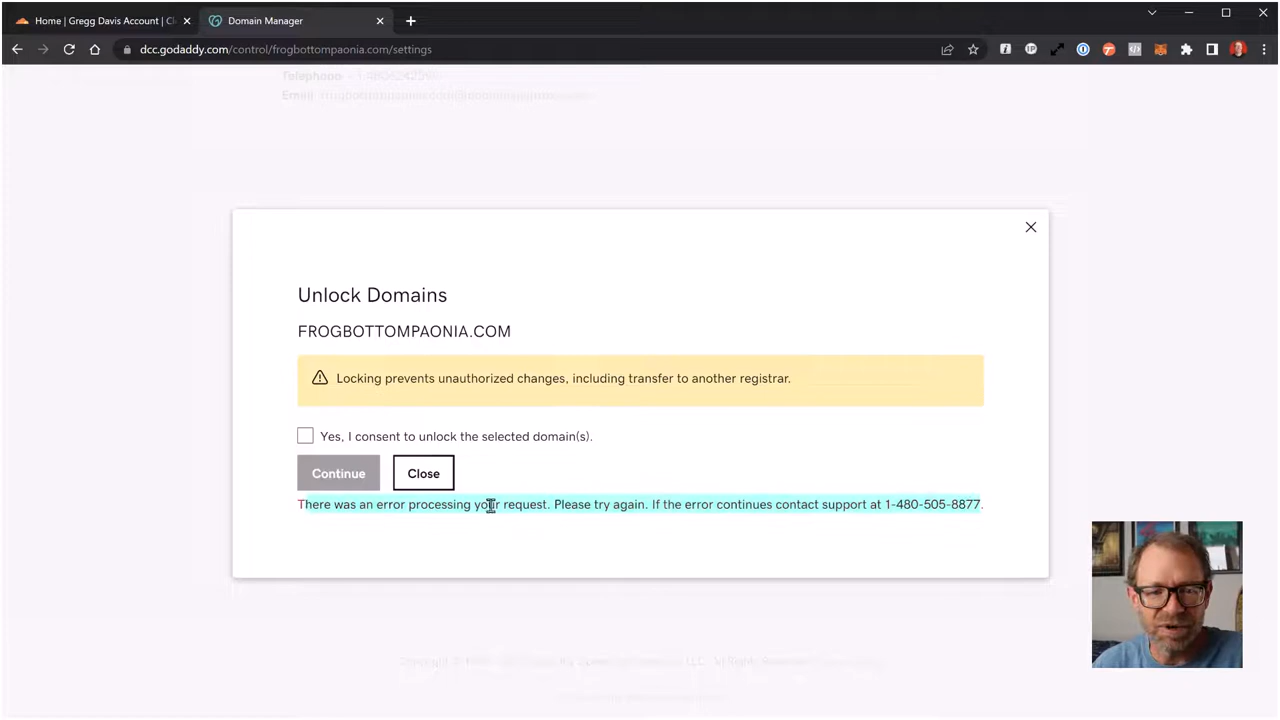 Home | Gregg Davis Account | Cl
Domain Manager
dcc.godaddy.com/control/frogbottompaonia.com/settings
Telephone
Email
Unlock Domains
FROGBOTTOMPAONIA.COM
Locking prevents unauthorized changes, including transfer to another registrar.
Yes, I consent to unlock the selected domain(s).
Continue
Close
There was an error processing your request. Please try again. If the error continues contact support at 1-480-505-8877.